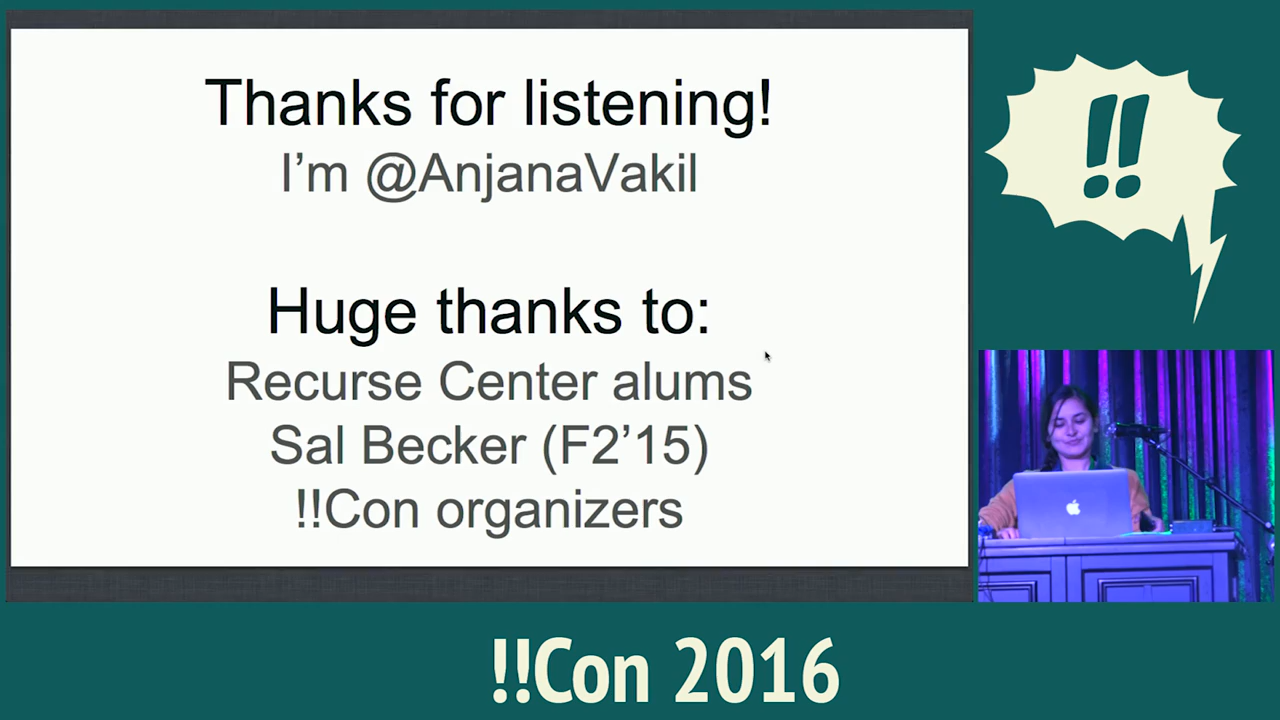 Thanks for listening!
I'm @AnjanaVakil
Huge thanks to:
Recurse Center alums
Sal Becker (F2'15)
!!Con organizers
!!
!!Con 2016